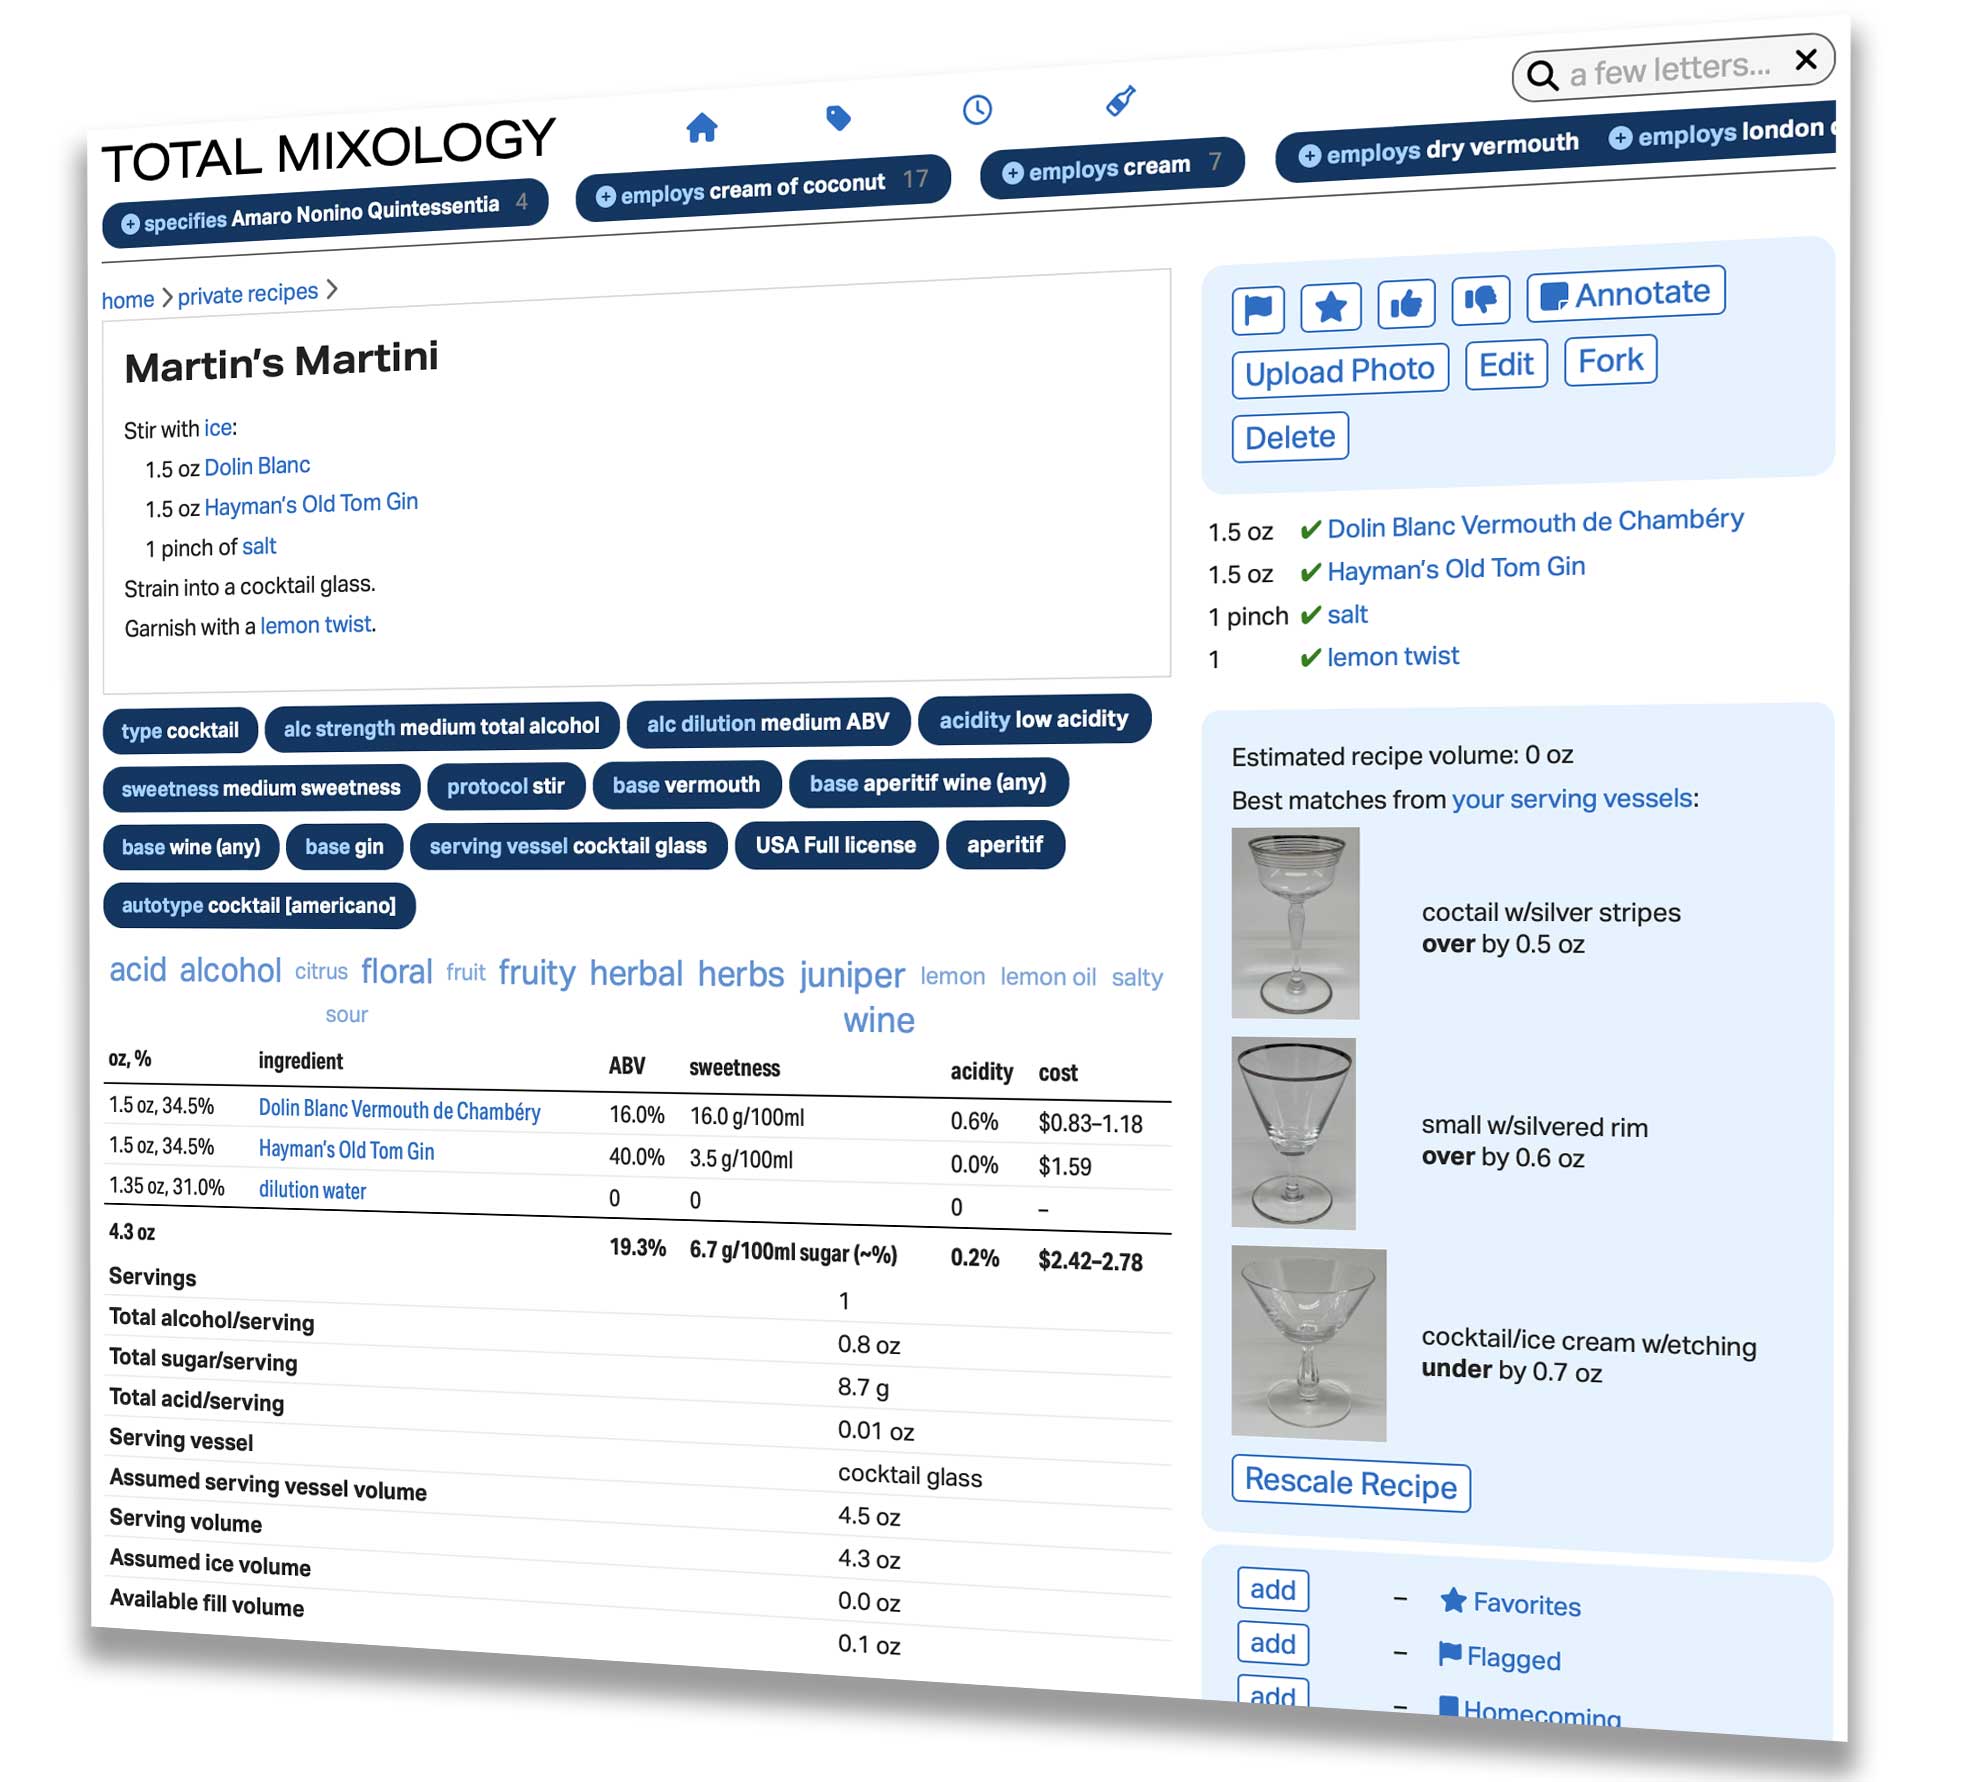 a few letters...
TOTAL MIXOLOGY
specifies Amaro Nonino Quintessentia 4
employs cream of coconut 17
employs cream 7
employs dry vermouth
employs london
home > private recipes >
Martin's Martini
Stir with ice:
1.5 oz Dolin Blanc
1.5 oz Hayman's Old Tom Gin
1 pinch of salt
Strain into a cocktail glass.
Garnish with a lemon twist.
type cocktail
alc strength medium total alcohol
alc dilution medium ABV
acidity low acidity
sweetness medium sweetness
protocol stir
base vermouth
base aperitif wine (any)
base wine (any)
base gin
serving vessel cocktail glass
USA Full license
aperitif
autotype cocktail [americano]
acid alcohol citrus floral fruit fruity herbal herbs juniper lemon lemon oil salty
sour wine
oz, % ingredient ABV sweetness acidity cost
1.5 oz, 34.5% Dolin Blanc Vermouth de Chambéry 16.0% 16.0 g/100ml 0.6% $0.83–1.18
1.5 oz, 34.5% Hayman's Old Tom Gin 40.0% 3.5 g/100ml 0.0% $1.59
1.35 oz, 31.0% dilution water 0 0 0 –
4.3 oz 19.3% 6.7 g/100ml sugar (~%) 0.2% $2.42–2.78
Servings 1
Total alcohol/serving 0.8 oz
Total sugar/serving 8.7 g
Total acid/serving 0.01 oz
Serving vessel cocktail glass
Assumed serving vessel volume 4.5 oz
Serving volume 4.3 oz
Assumed ice volume 0.0 oz
Available fill volume 0.1 oz
Annotate
Upload Photo
Edit
Fork
Delete
1.5 oz ✔ Dolin Blanc Vermouth de Chambéry
1.5 oz ✔ Hayman's Old Tom Gin
1 pinch ✔ salt
1 ✔ lemon twist
Estimated recipe volume: 0 oz
Best matches from your serving vessels:
coctail w/silver stripes
over by 0.5 oz
small w/silvered rim
over by 0.6 oz
cocktail/ice cream w/etching
under by 0.7 oz
Rescale Recipe
add – Favorites
add – Flagged
add – Homecoming